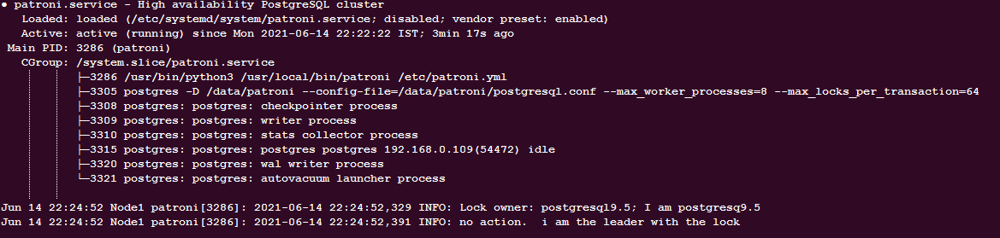 ● patroni.service - High availability PostgreSQL cluster
Loaded: loaded (/etc/systemd/system/patroni.service; disabled; vendor preset: enabled)
Active: active (running) since Mon 2021-06-14 22:22:22 IST; 3min 17s ago
Main PID: 3286 (patroni)
CGroup: /system.slice/patroni.service
├─3286 /usr/bin/python3 /usr/local/bin/patroni /etc/patroni.yml
├─3305 postgres -D /data/patroni --config-file=/data/patroni/postgresql.conf --max_worker_processes=8 --max_locks_per_transaction=64
├─3308 postgres: postgres: checkpointer process
├─3309 postgres: postgres: writer process
├─3310 postgres: postgres: stats collector process
├─3315 postgres: postgres: postgres postgres 192.168.0.109(54472) idle
├─3320 postgres: postgres: wal writer process
└─3321 postgres: postgres: autovacuum launcher process
Jun 14 22:24:52 Node1 patroni[3286]: 2021-06-14 22:24:52,329 INFO: Lock owner: postgresql9.5; I am postgresq9.5
Jun 14 22:24:52 Node1 patroni[3286]: 2021-06-14 22:24:52,391 INFO: no action.  i am the leader with the lock